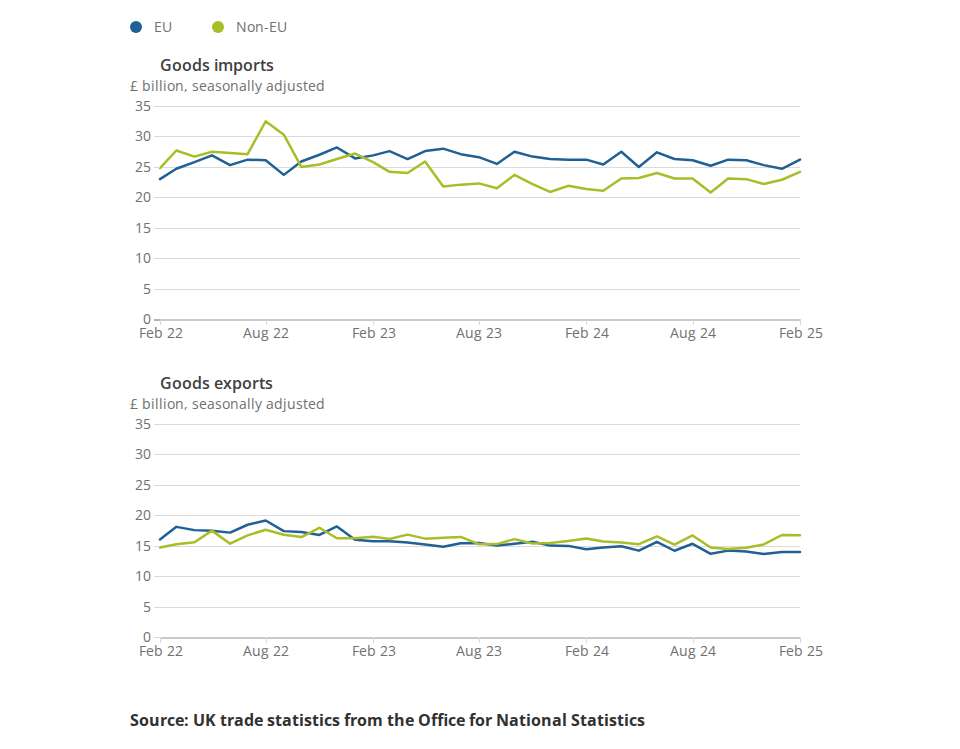 EU Non-EU
Goods imports
£ billion, seasonally adjusted
35
30
25
20
15
10
5
0
Feb 22 Aug 22 Feb 23 Aug 23 Feb 24 Aug 24 Feb 25
Goods exports
£ billion, seasonally adjusted
35
30
25
20
15
10
5
0
Feb 22 Aug 22 Feb 23 Aug 23 Feb 24 Aug 24 Feb 25
Source: UK trade statistics from the Office for National Statistics